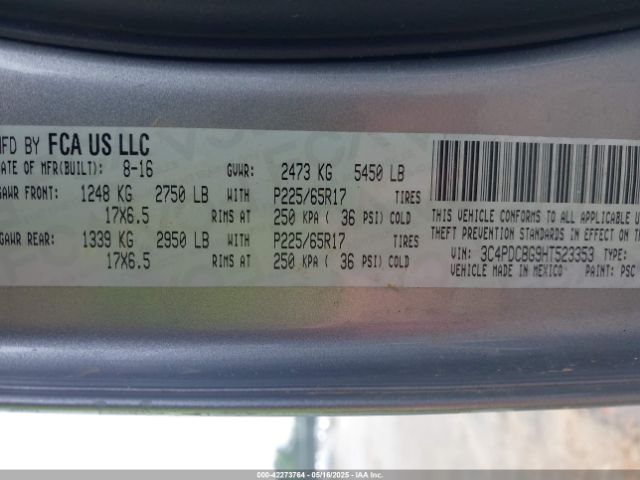 MFD BY FCA US LLC
DATE OF MFR(BUILT): 8-16 GVWR: 2473 KG 5450 LB
GAWR FRONT: 1248 KG 2750 LB WITH P225/65R17 TIRES
17X6.5 RIMS AT 250 KPA ( 36 PSI) COLD
GAWR REAR: 1339 KG 2950 LB WITH P225/65R17 TIRES
17X6.5 RIMS AT 250 KPA ( 36 PSI) COLD
THIS VEHICLE CONFORMS TO ALL APPLICABLE
THEFT PREVENTION STANDARDS IN EFFECT ON
VIN: 3C4PDCBG9HT523353 TYPE:
VEHICLE MADE IN MEXICO PAINT: PSC
000-42273764 - 05/16/2025 - IAAI.COM